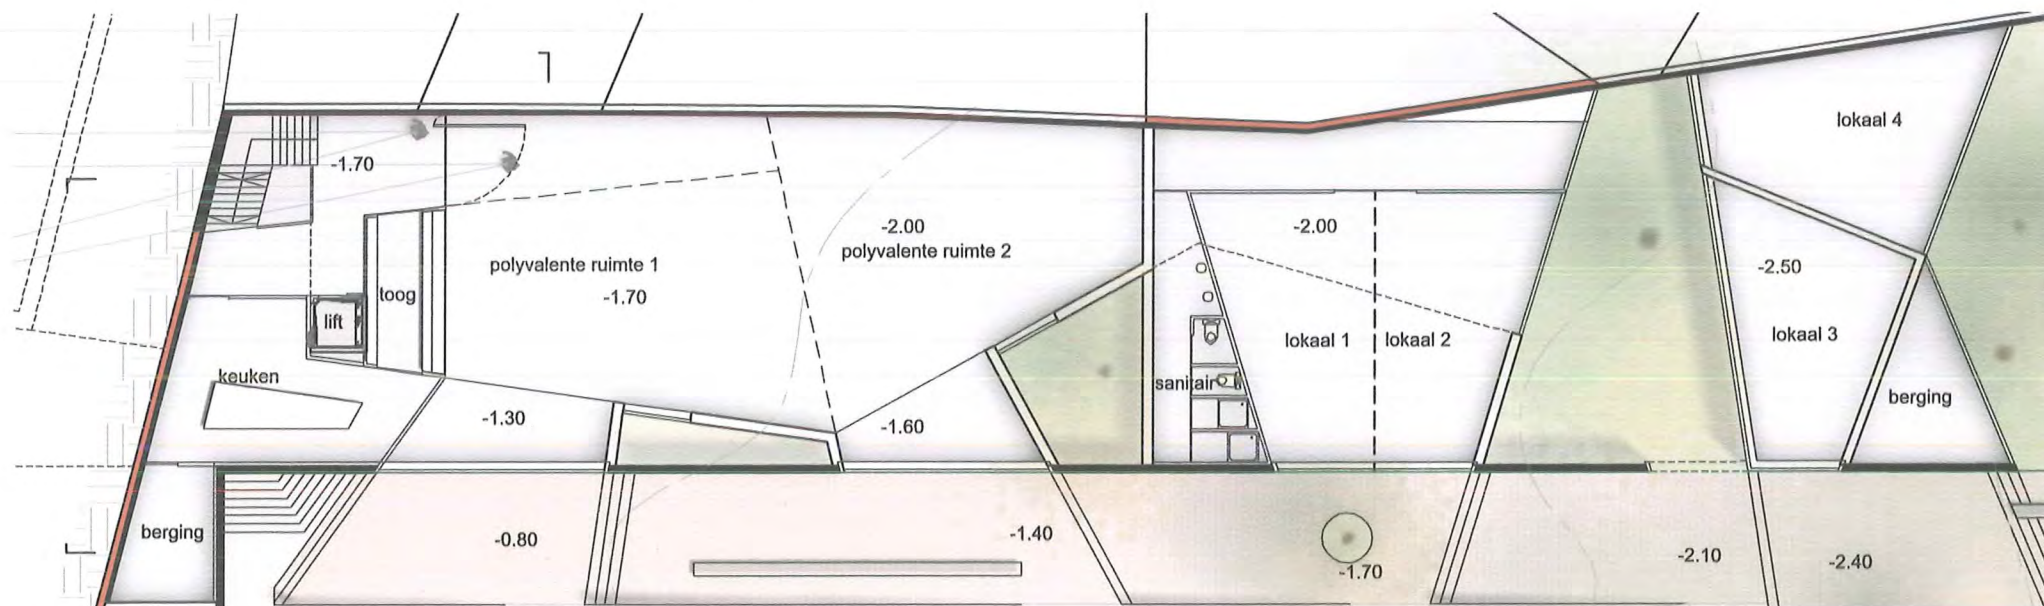 lokaal 4
-1.70
-2.00
polyvalente ruimte 2
-2.00
polyvalente ruimte 1
-1.70
-2.50
toog
lift
lokaal 1
lokaal 2
lokaal 3
keuken
sanitair
berging
-1.30
-1.60
berging
-0.80
-1.40
-1.70
-2.10
-2.40